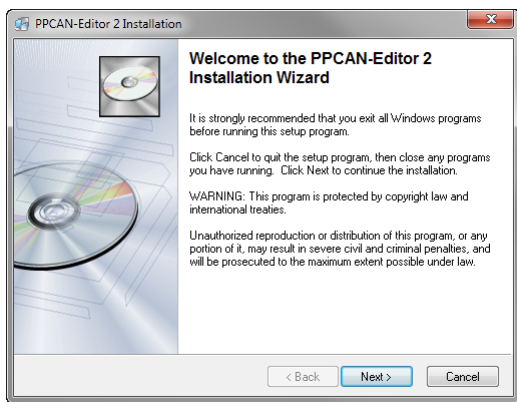 PPCAN-Editor 2 Installation
Welcome to the PPCAN-Editor 2
Installation Wizard
It is strongly recommended that you exit all Windows programs
before running this setup program.
Click Cancel to quit the setup program, then close any programs
you have running. Click Next to continue the installation.
WARNING: This program is protected by copyright law and
international treaties.
Unauthorized reproduction or distribution of this program, or any
portion of it, may result in severe civil and criminal penalties, and
will be prosecuted to the maximum extent possible under law.
< Back Next > Cancel